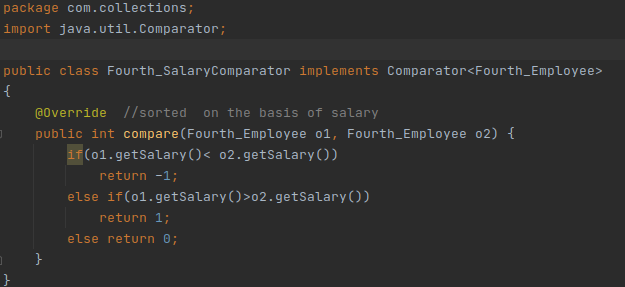 package com.collections;
import java.util.Comparator;
public class Fourth_SalaryComparator implements Comparator<Fourth_Employee>
{
    @Override  //sorted  on the basis of salary
    public int compare(Fourth_Employee o1, Fourth_Employee o2) {
        if(o1.getSalary()< o2.getSalary())
            return -1;
        else if(o1.getSalary()>o2.getSalary())
            return 1;
        else return 0;
    }
}